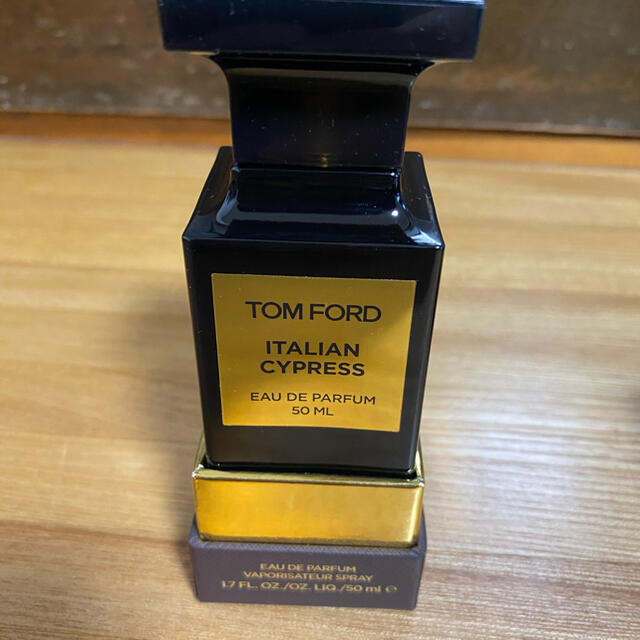 TOM FORD
ITALIAN
CYPRESS
EAU DE PARFUM
50 ML
EAU DE PARFUM
VAPORISATEUR SPRAY
1.7 FL. OZ./OZ. LIQ./50 ml ℮